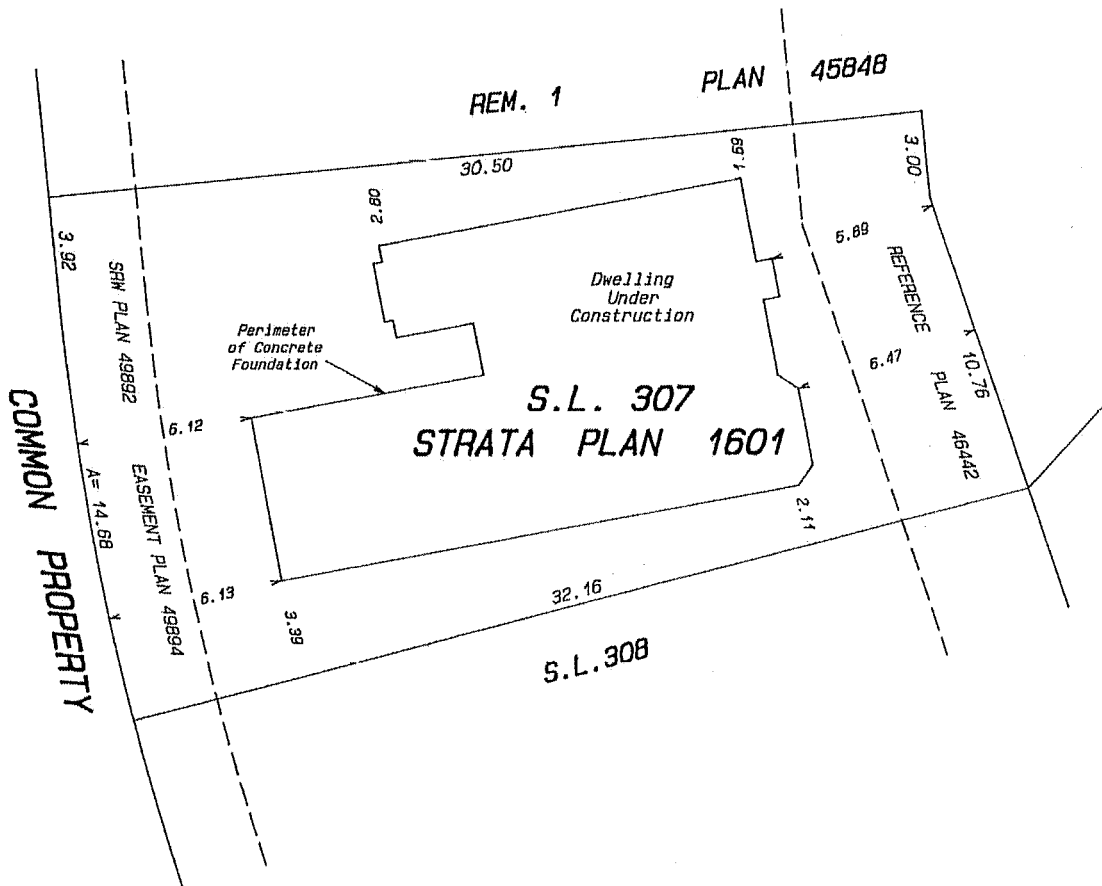 REM. 1
PLAN 45848
30.50
1.69
3.00
2.80
3.92
5.89
SRW PLAN 49892
REFERENCE PLAN 46442
Dwelling
Under
Construction
Perimeter
of Concrete
Foundation
6.47
10.76
S.L. 307
STRATA PLAN 1601
6.12
COMMON PROPERTY
A= 14.68
EASEMENT PLAN 49894
2.11
6.13
3.39
32.16
S.L.308